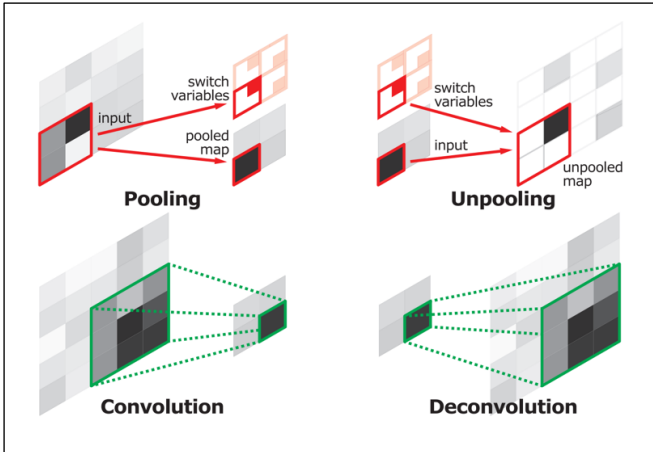 switch
variables
input
pooled
map
Pooling
switch
variables
input
unpooled
map
Unpooling
Convolution
Deconvolution